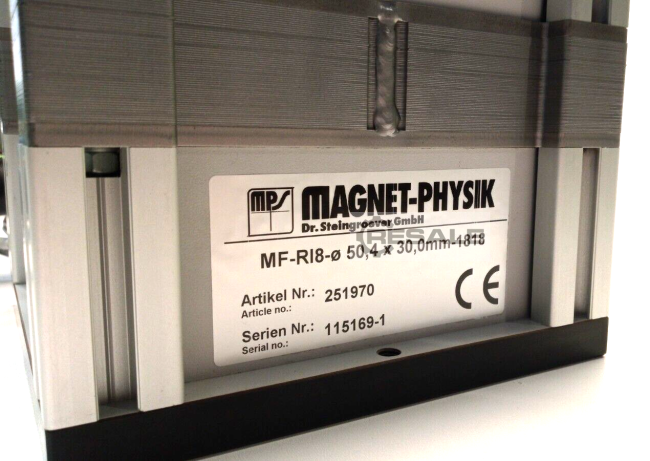 MPS MAGNET-PHYSIK
Dr. Steingroever GmbH
RESALE
MF-RI8-ø 50,4 x 30,0mm-1818
Artikel Nr.: 251970
Article no.:
CE
Serien Nr.: 115169-1
Serial no.: